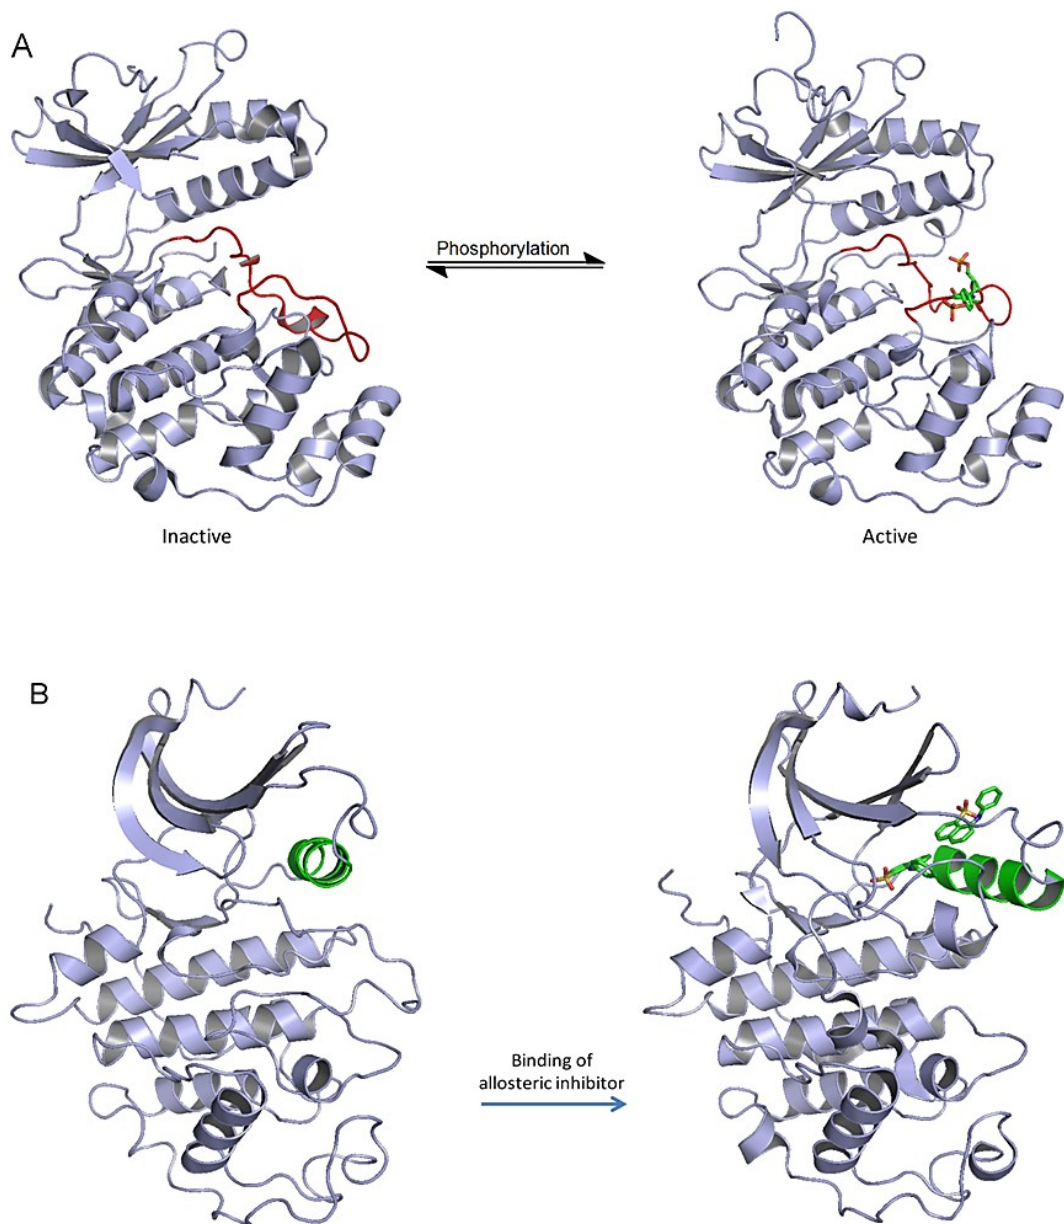 A
Phosphorylation
Inactive
Active
B
Binding of
allosteric inhibitor